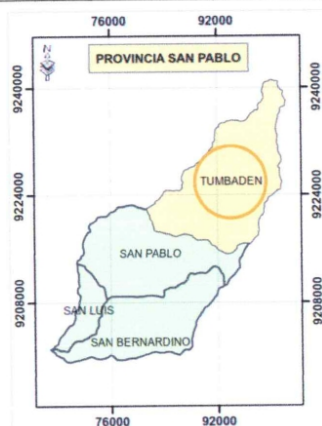 76000 92000
PROVINCIA SAN PABLO
N
9240000 9240000
TUMBADEN
9224000 9224000
SAN PABLO
9208000 9208000
SAN LUIS
SAN BERNARDINO
76000 92000